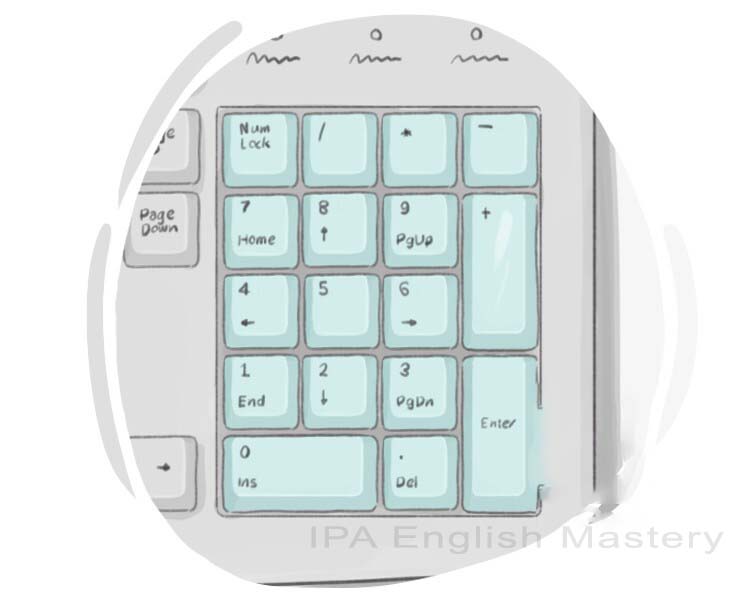 Num
Lock
/
*
-
7
Home
8
↑
9
PgUp
+
Page
Down
4
←
5
6
→
1
End
2
↓
3
PgDn
Enter
→
0
Ins
.
Del
IPA English Mastery